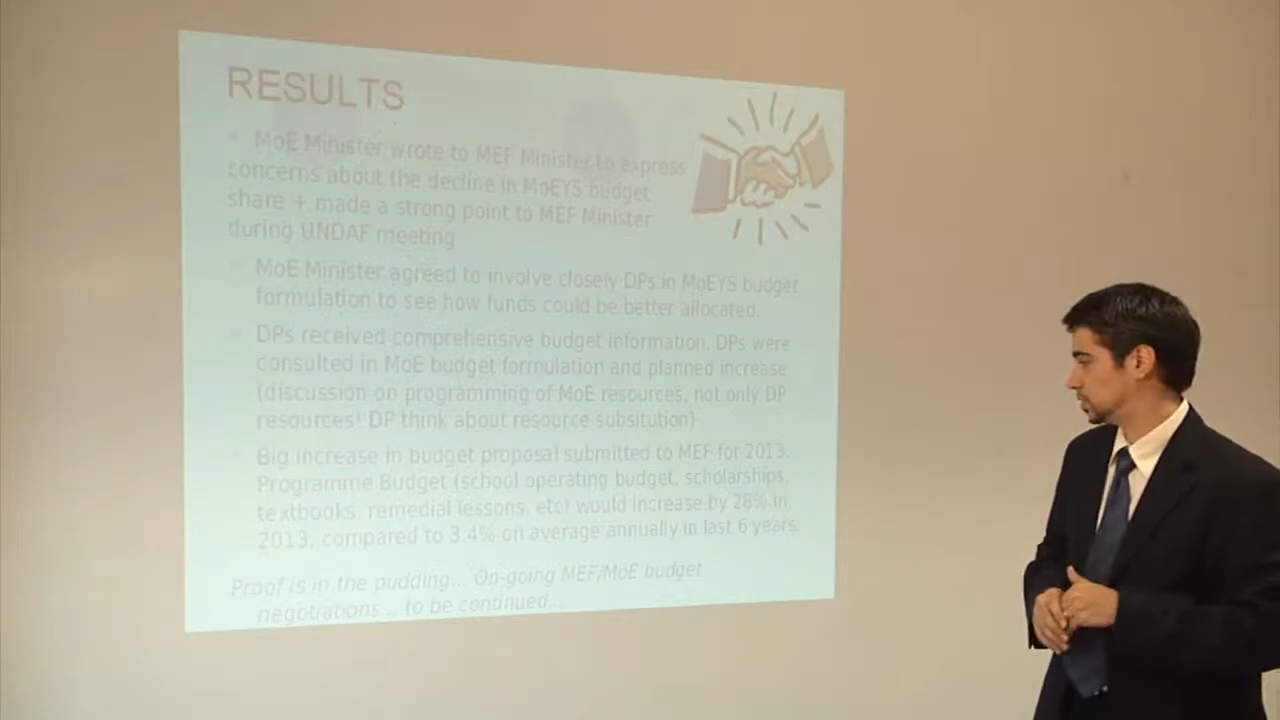 RESULTS
MoE Minister wrote to MEF Minister to express
concerns about the decline in MoEYS budget
share + made a strong point to MEF Minister
during UNDAF meeting
MoE Minister agreed to involve closely DPs in MoEYS budget
formulation to see how funds could be better allocated.
DPs received comprehensive budget information. DPs were
consulted in MoE budget formulation and planned increase
(discussion on programming of MoE resources, not only DP
resources! DP think about resource subsitution)
Big increase in budget proposal submitted to MEF for 2013.
Programme Budget (school operating budget, scholarships,
textbooks, remedial lessons, etc) would increase by 28% in
2013, compared to 3.4% on average annually in last 6 years.
Proof is in the pudding... On-going MEF/MoE budget
negotrations... to be continued...